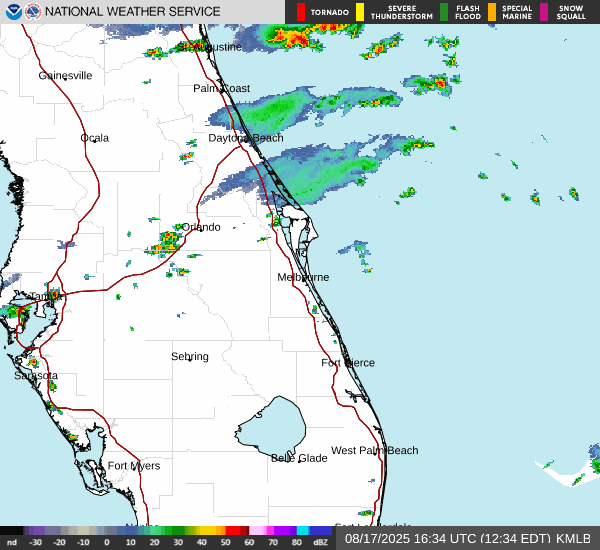 NATIONAL WEATHER SERVICE
TORNADO
SEVERE THUNDERSTORM
FLASH FLOOD
SPECIAL MARINE
SNOW SQUALL
St. Augustine
Gainesville
Palm Coast
Ocala
Daytona Beach
Orlando
Melbourne
Tampa
Sebring
Fort Pierce
Sarasota
West Palm Beach
Belle Glade
Fort Myers
Fort Lauderdale
nd -30 -20 -10 0 10 20 30 40 50 60 70 80 dBZ
08/17/2025 16:34 UTC (12:34 EDT) KMLB